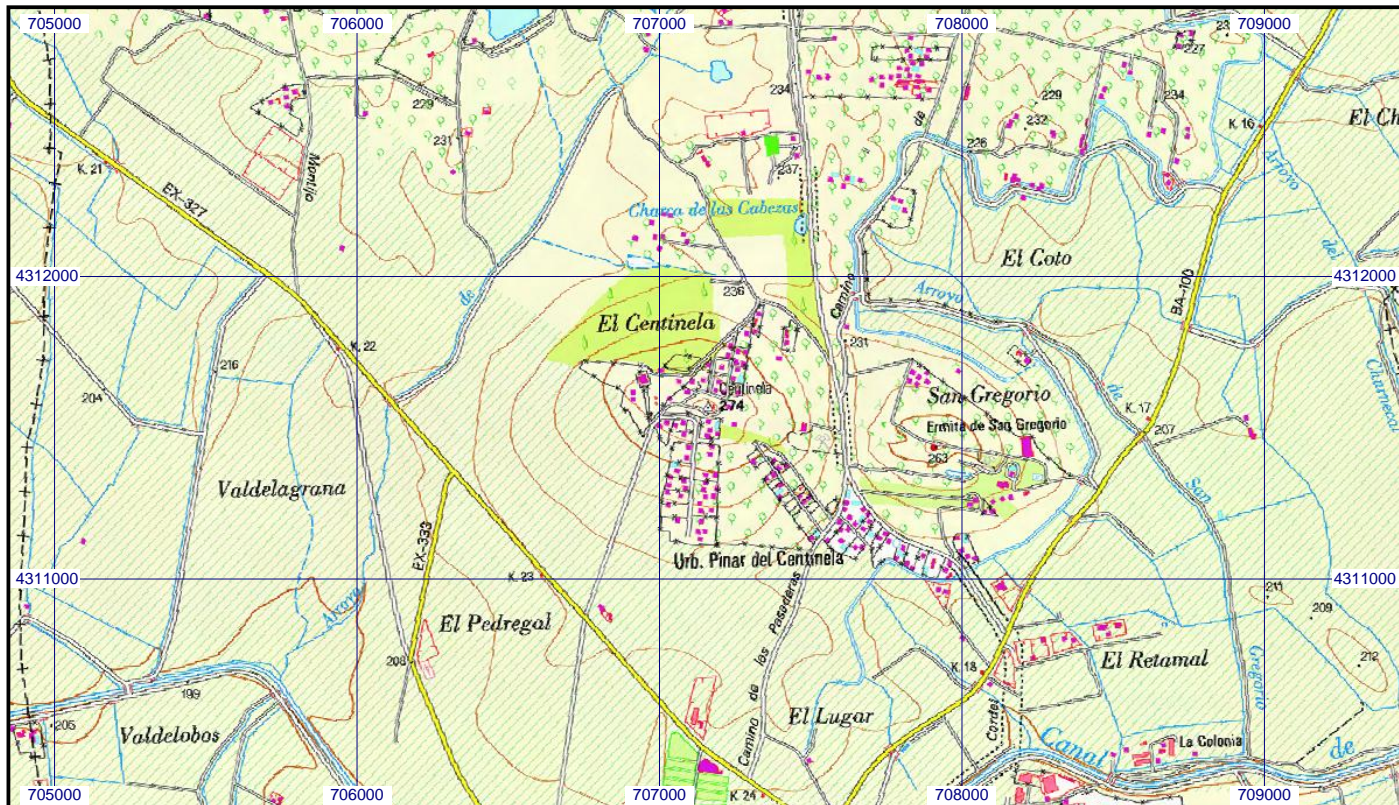 705000
706000
707000
708000
709000
227
229
234
229
232
234
226
K. 16
El Ch
231
237
K. 21
Montijo
de
Arroyo
EX-327
Charca de las Cabezas
El Coto
del
4312000
4312000
236
Camino
Arroyo
BA-100
de
El Centinela
K. 22
231
216
San Gregorio
Charnecal
de
Centinela
274
K. 17
207
204
Ermita de San Gregorio
263
Valdelagrana
San
Urb. Pinar del Centinela
EX-333
4311000
K. 23
4311000
211
209
Arroyo
El Pedregal
Pasaderas
los
de
Camino
El Retamal
212
208
K. 18
Gregorio
199
El Lugar
205
Valdelobos
Cordel
Canal
La Colonia
de
K. 24
705000
706000
707000
708000
709000